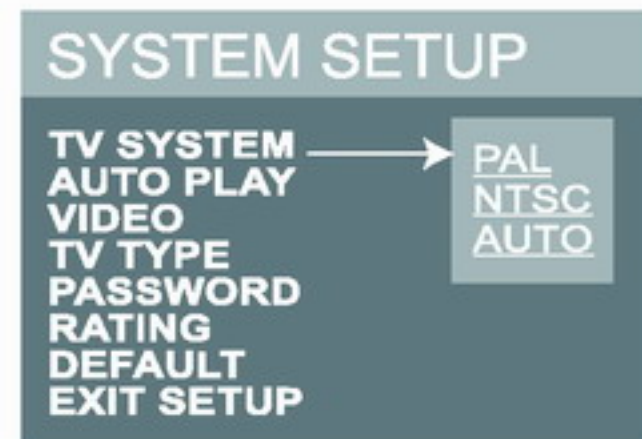 SYSTEM SETUP
TV SYSTEM
AUTO PLAY
VIDEO
TV TYPE
PASSWORD
RATING
DEFAULT
EXIT SETUP
PAL
NTSC
AUTO